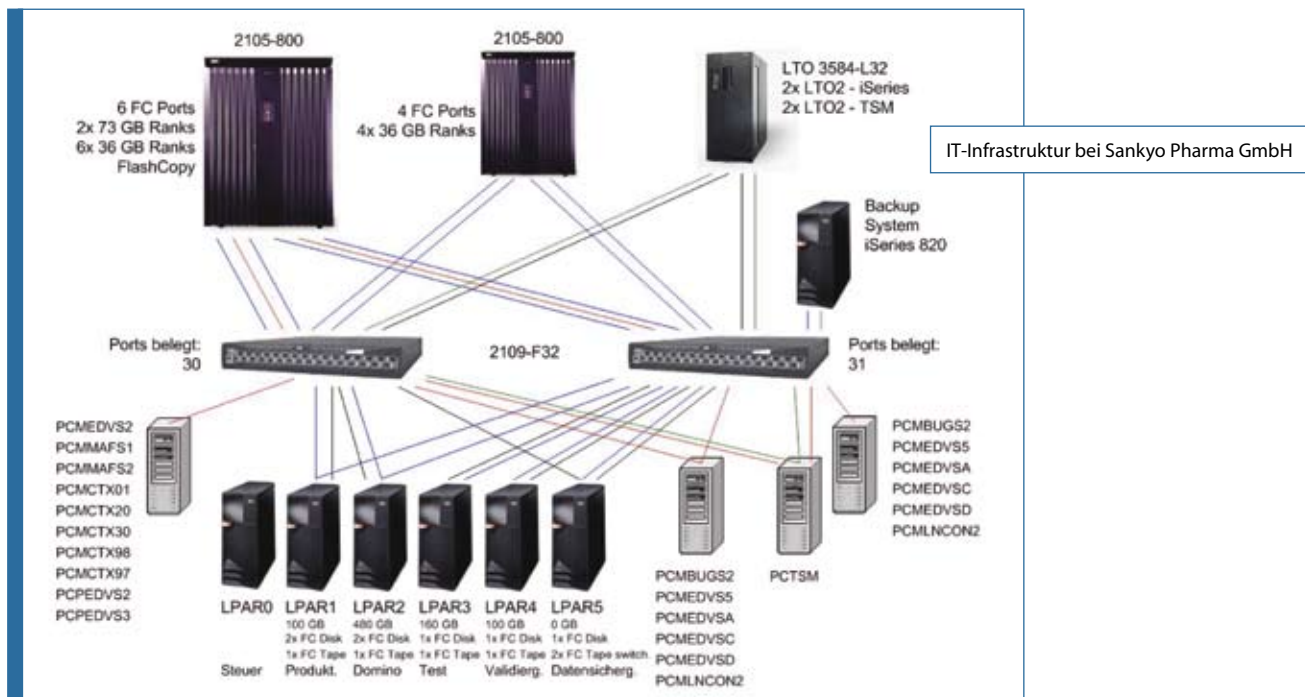 2105-800
6 FC Ports
2x 73 GB Ranks
6x 36 GB Ranks
FlashCopy
2105-800
4 FC Ports
4x 36 GB Ranks
LTO 3584-L32
2x LTO2 - iSeries
2x LTO2 - TSM
IT-Infrastruktur bei Sankyo Pharma GmbH
Backup
System
iSeries 820
Ports belegt:
30
2109-F32
Ports belegt:
31
PCMEDVS2
PCMMAFS1
PCMMAFS2
PCMCTX01
PCMCTX20
PCMCTX30
PCMCTX98
PCMCTX97
PCPEDVS2
PCPEDVS3
LPAR0
Steuer
LPAR1
100 GB
2x FC Disk
1x FC Tape
Produkt.
LPAR2
480 GB
2x FC Disk
1x FC Tape
Domino
LPAR3
160 GB
1x FC Disk
1x FC Tape
Test
LPAR4
100 GB
1x FC Disk
1x FC Tape
Validierg.
LPAR5
0 GB
1x FC Disk
2x FC Tape switch.
Datensicherg.
PCMBUGS2
PCMEDVS5
PCMEDVSA
PCMEDVSC
PCMEDVSD
PCMLNCON2
PCTSM
PCMBUGS2
PCMEDVS5
PCMEDVSA
PCMEDVSC
PCMEDVSD
PCMLNCON2